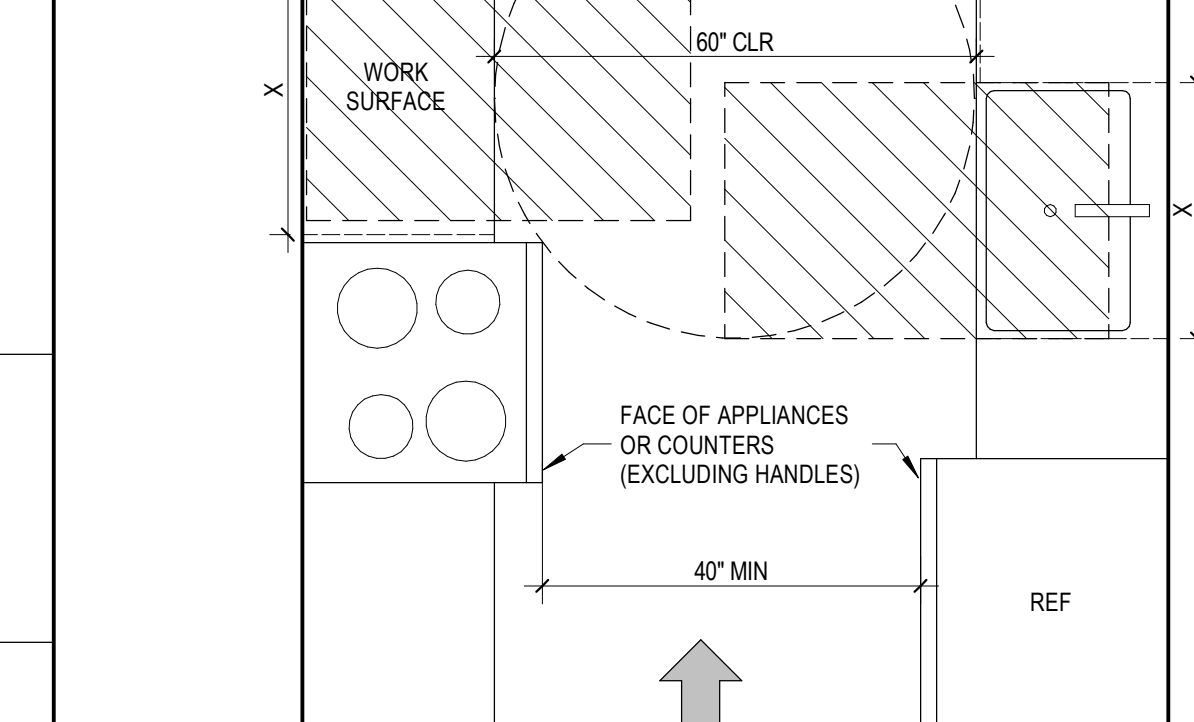 60" CLR
WORK
SURFACE
X
X
FACE OF APPLIANCES
OR COUNTERS
(EXCLUDING HANDLES)
40" MIN
REF